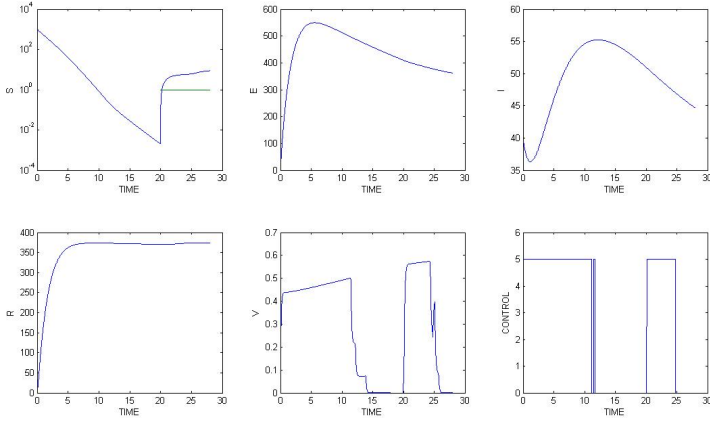 10^4
10^2
10^0
10^-2
10^-4
S
0 5 10 15 20 25 30
TIME
600
500
400
300
200
100
0
E
0 5 10 15 20 25 30
TIME
60
55
50
45
40
35
I
0 5 10 15 20 25 30
TIME
400
350
300
250
200
150
100
50
0
R
0 5 10 15 20 25 30
TIME
0.7
0.6
0.5
0.4
0.3
0.2
0.1
0
V
0 5 10 15 20 25 30
TIME
6
5
4
3
2
1
0
CONTROL
0 5 10 15 20 25 30
TIME